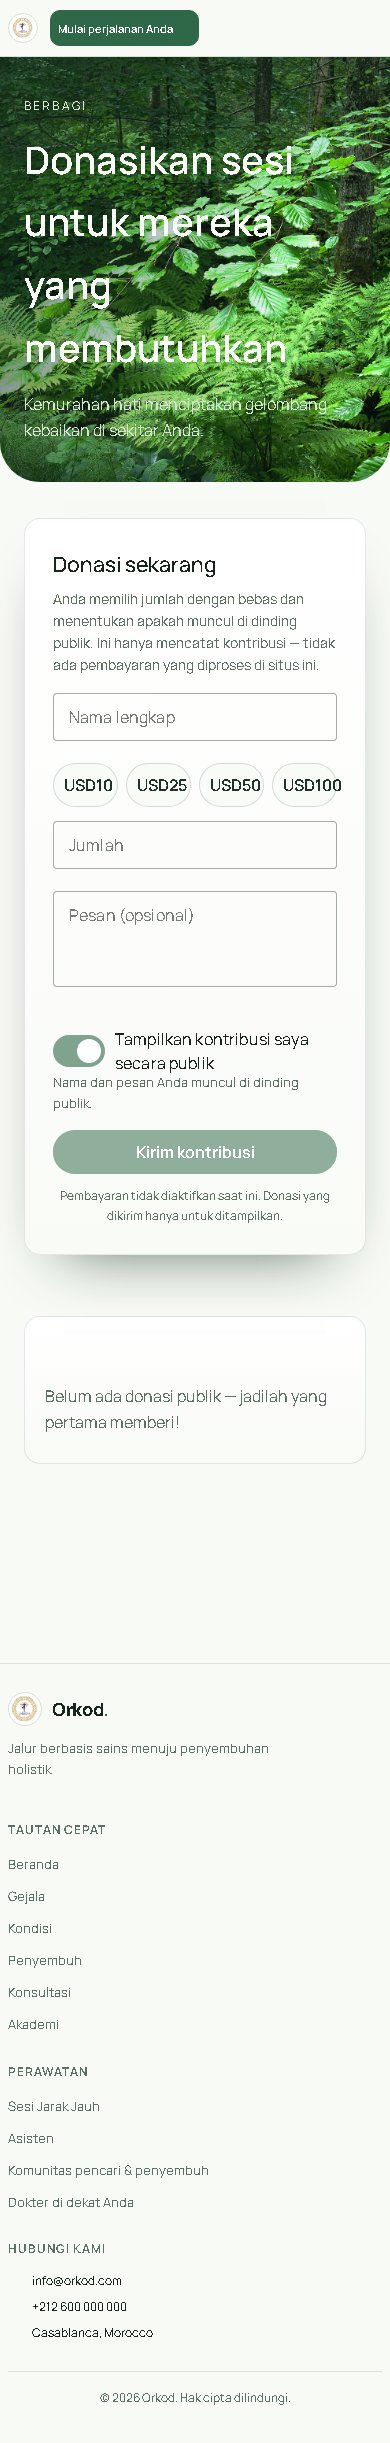 Mulai perjalanan Anda
BERBAGI
Donasikan sesi
untuk mereka
yang
membutuhkan
Kemurahan hati menciptakan gelombang
kebaikan di sekitar Anda.
Donasi sekarang
Anda memilih jumlah dengan bebas dan
menentukan apakah muncul di dinding
publik. Ini hanya mencatat kontribusi — tidak
ada pembayaran yang diproses di situs ini.
Nama lengkap
USD10 USD25 USD50 USD100
Jumlah
Pesan (opsional)
Tampilkan kontribusi saya
secara publik
Nama dan pesan Anda muncul di dinding
publik.
Kirim kontribusi
Pembayaran tidak diaktifkan saat ini. Donasi yang
dikirim hanya untuk ditampilkan.
Belum ada donasi publik — jadilah yang
pertama memberi!
Orkod.
Jalur berbasis sains menuju penyembuhan
holistik.
TAUTAN CEPAT
Beranda
Gejala
Kondisi
Penyembuh
Konsultasi
Akademi
PERAWATAN
Sesi Jarak Jauh
Asisten
Komunitas pencari & penyembuh
Dokter di dekat Anda
HUBUNGI KAMI
info@orkod.com
+212 600 000 000
Casablanca, Morocco
© 2026 Orkod. Hak cipta dilindungi.